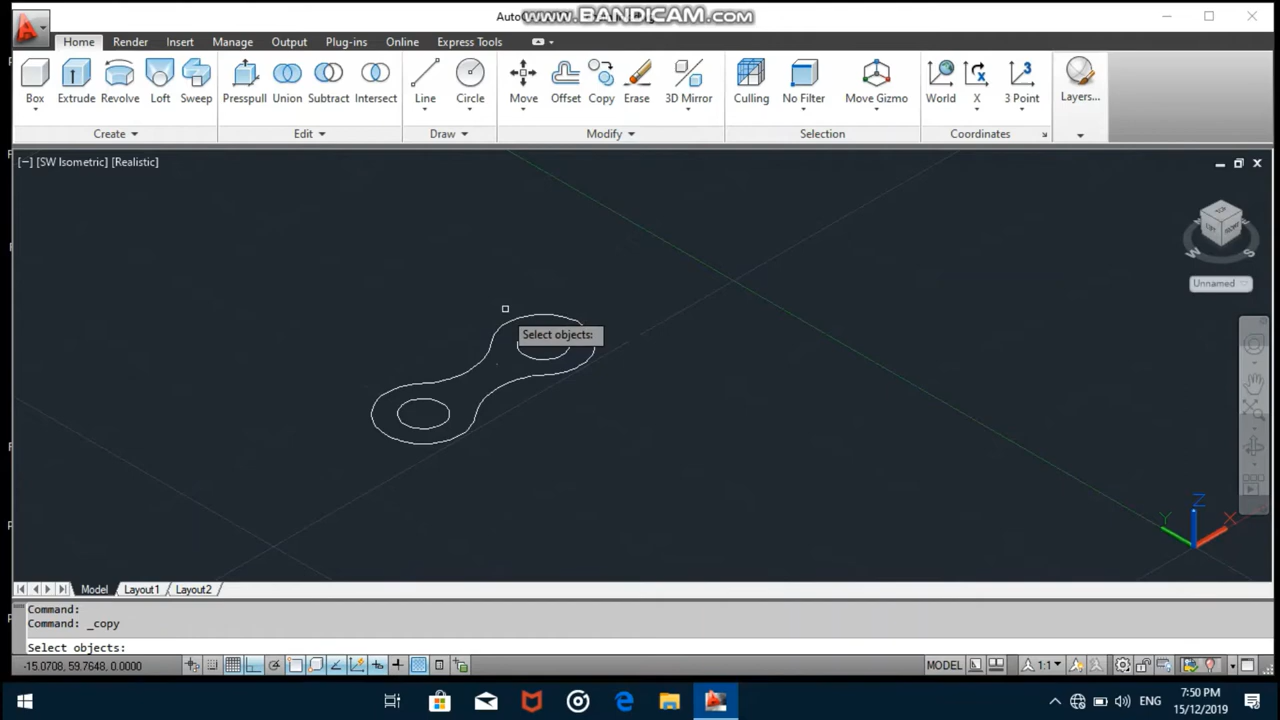 Auto
WWW.BANDICAM.COM
Home Render Insert Manage Output Plug-ins Online Express Tools
Box Extrude Revolve Loft Sweep Presspull Union Subtract Intersect Line Circle Move Offset Copy Erase 3D Mirror Culling No Filter Move Gizmo World X 3 Point Layers...
Create Edit Draw Modify Selection Coordinates
[−] [SW Isometric] [Realistic]
W S
Unnamed
Select objects:
Z
Y X
Model Layout1 Layout2
Command:
Command: _copy
Select objects:
-15.0708, 59.7648, 0.0000 MODEL 1:1
ENG
7:50 PM
15/12/2019